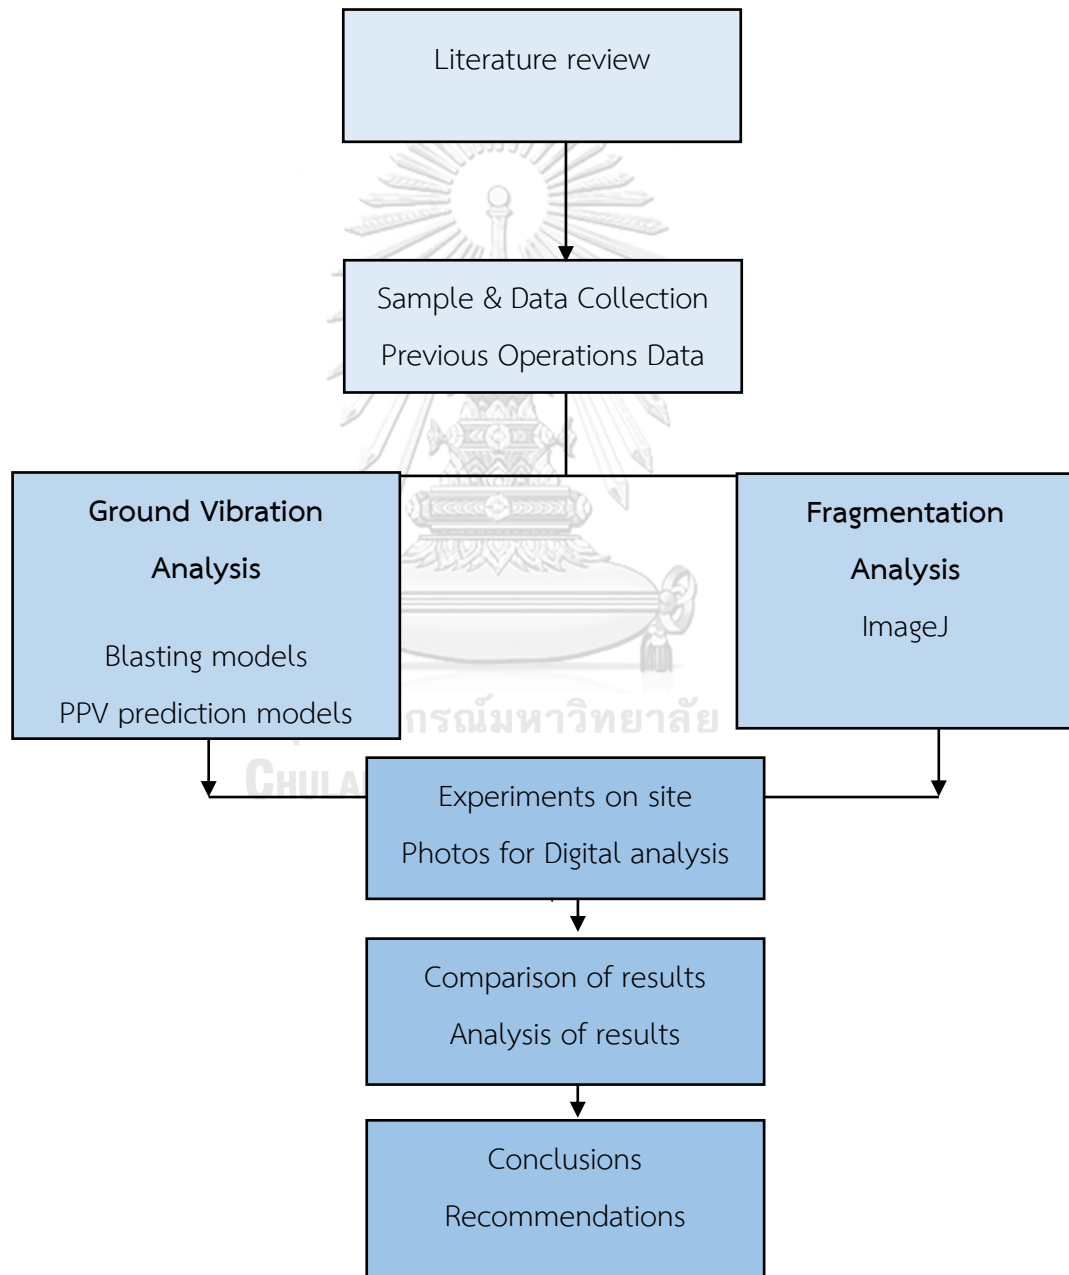 Literature review
Sample & Data Collection
Previous Operations Data
Ground Vibration
Analysis
Blasting models
PPV prediction models
Fragmentation
Analysis
ImageJ
Experiments on site
Photos for Digital analysis
Comparison of results
Analysis of results
Conclusions
Recommendations